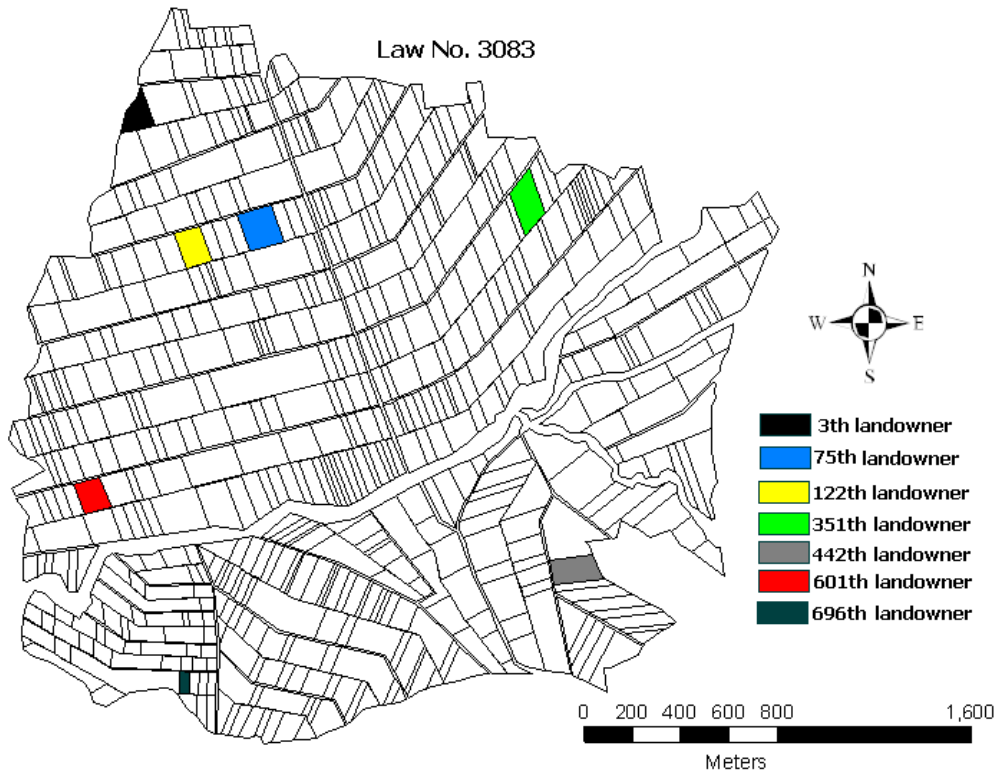 Law No. 3083
N
W E
S
3th landowner
75th landowner
122th landowner
351th landowner
442th landowner
601th landowner
696th landowner
0 200 400 600 800 1,600
Meters